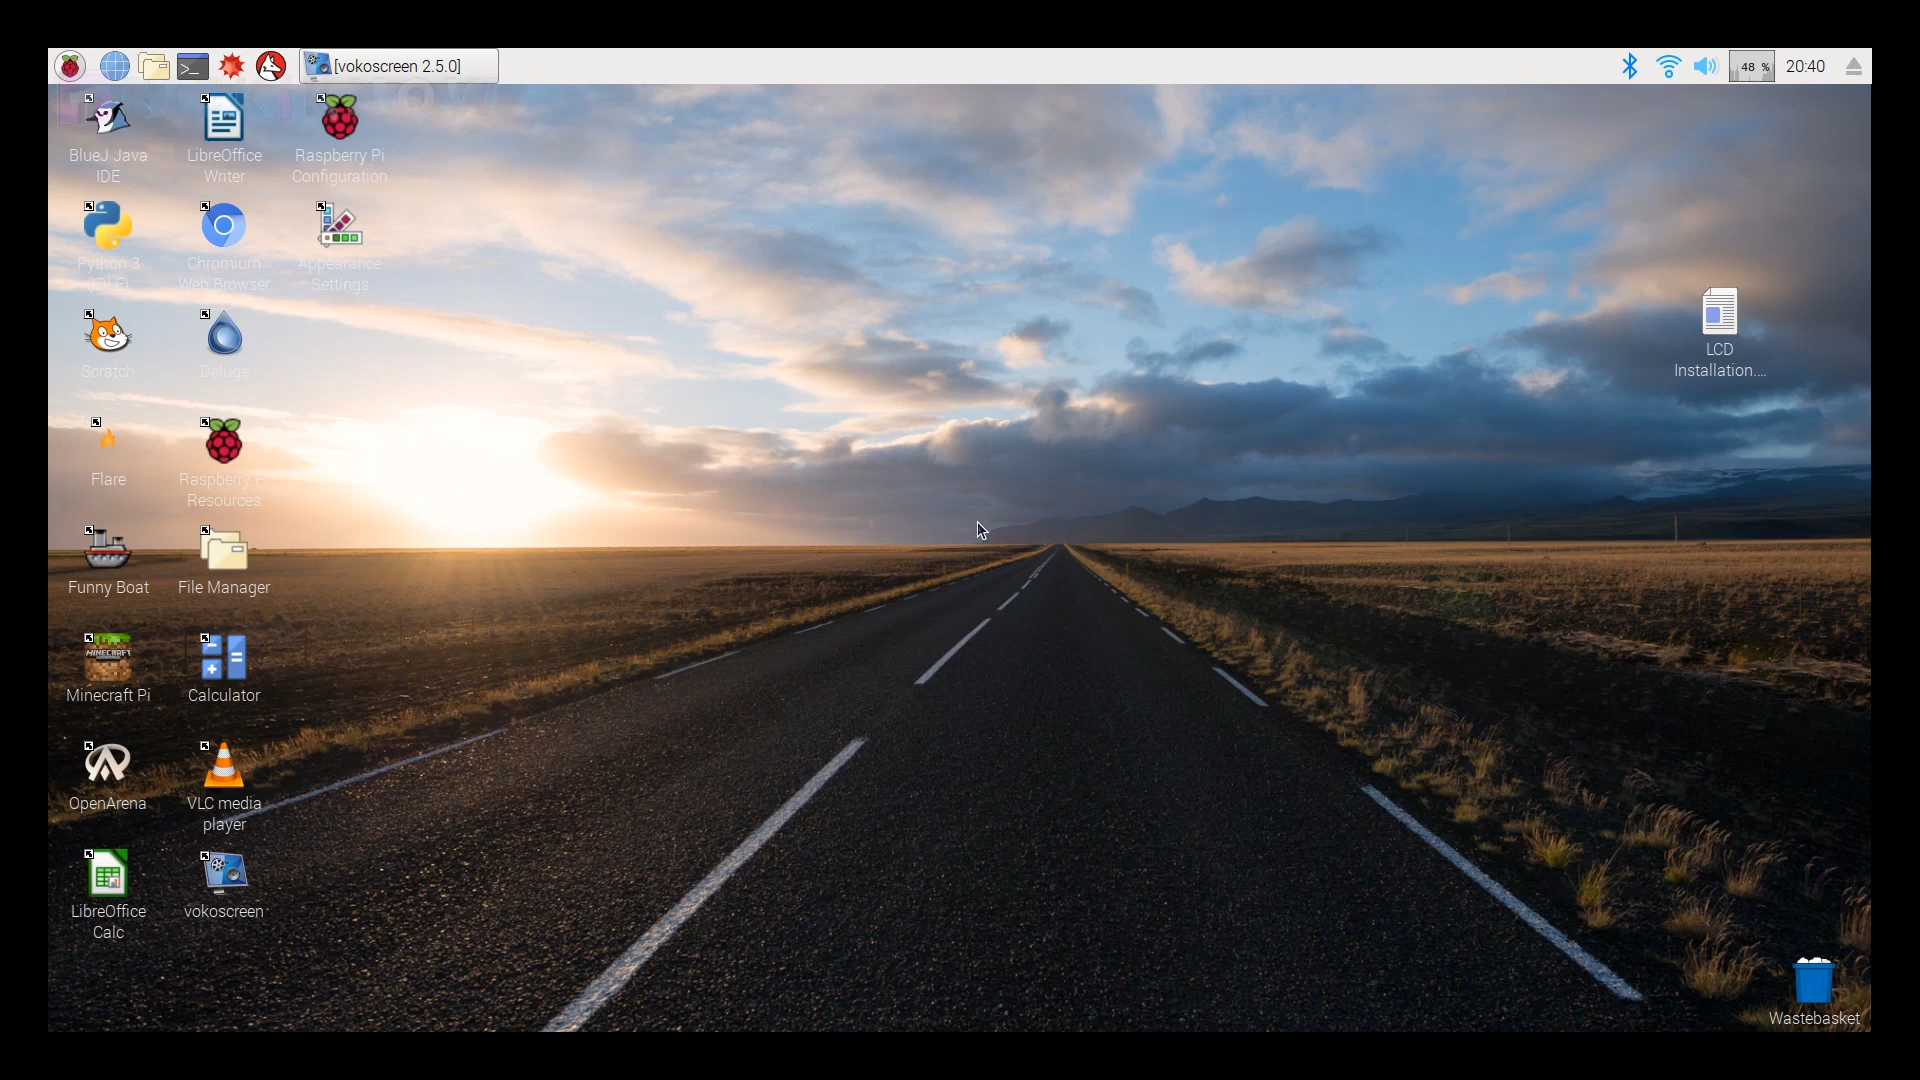 [vokoscreen 2.5.0]
48 %
20:40
BlueJ Java
IDE
LibreOffice
Writer
Raspberry Pi
Configuration
Python 3
(IDLE)
Chromium
Web Browser
Appearance
Settings
Scratch
Deluge
LCD
Installation....
Flare
Raspberry Pi
Resources
Funny Boat
File Manager
MINECRAFT
Minecraft Pi
Calculator
OpenArena
VLC media
player
LibreOffice
Calc
vokoscreen
Wastebasket